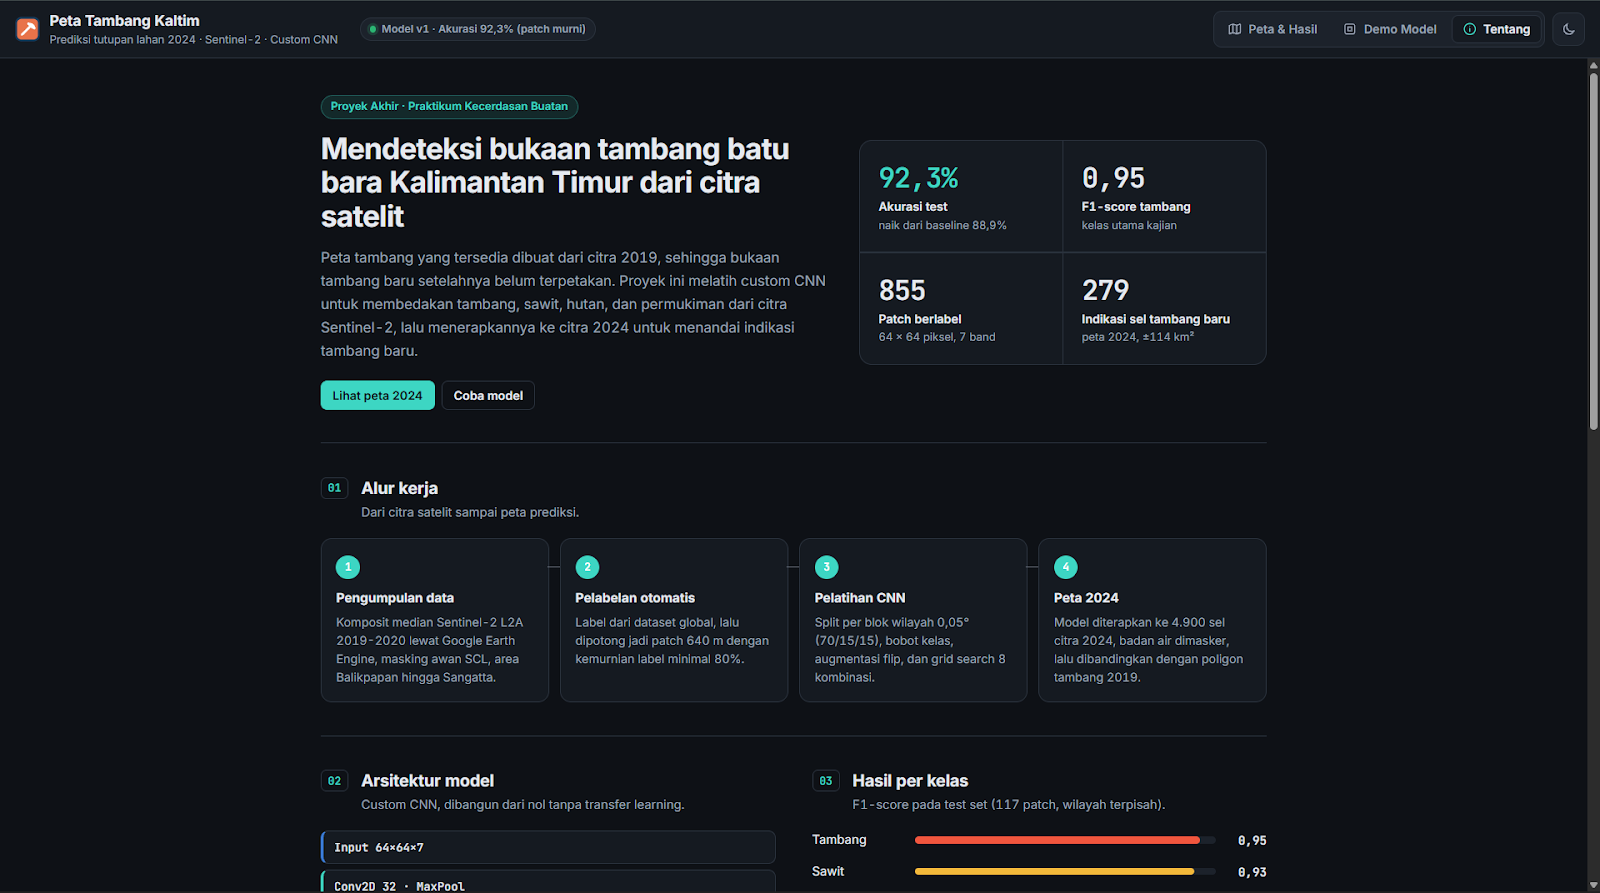 Peta Tambang Kaltim
Prediksi tutupan lahan 2024 · Sentinel-2 · Custom CNN
Model v1 · Akurasi 92,3% (patch murni)
Peta & Hasil
Demo Model
Tentang
Proyek Akhir · Praktikum Kecerdasan Buatan
Mendeteksi bukaan tambang batu
bara Kalimantan Timur dari citra
satelit
Peta tambang yang tersedia dibuat dari citra 2019, sehingga bukaan
tambang baru setelahnya belum terpetakan. Proyek ini melatih custom CNN
untuk membedakan tambang, sawit, hutan, dan permukiman dari citra
Sentinel-2, lalu menerapkannya ke citra 2024 untuk menandai indikasi
tambang baru.
Lihat peta 2024
Coba model
92,3%
Akurasi test
naik dari baseline 88,9%
0,95
F1-score tambang
kelas utama kajian
855
Patch berlabel
64 × 64 piksel, 7 band
279
Indikasi sel tambang baru
peta 2024, ±114 km²
01
Alur kerja
Dari citra satelit sampai peta prediksi.
1
Pengumpulan data
Komposit median Sentinel-2 L2A
2019-2020 lewat Google Earth
Engine, masking awan SCL, area
Balikpapan hingga Sangatta.
2
Pelabelan otomatis
Label dari dataset global, lalu
dipotong jadi patch 640 m dengan
kemurnian label minimal 80%.
3
Pelatihan CNN
Split per blok wilayah 0,05°
(70/15/15), bobot kelas,
augmentasi flip, dan grid search 8
kombinasi.
4
Peta 2024
Model diterapkan ke 4.900 sel
citra 2024, badan air dimasker,
lalu dibandingkan dengan poligon
tambang 2019.
02
Arsitektur model
Custom CNN, dibangun dari nol tanpa transfer learning.
Input 64×64×7
Conv2D 32 · MaxPool
03
Hasil per kelas
F1-score pada test set (117 patch, wilayah terpisah).
Tambang
0,95
Sawit
0,93